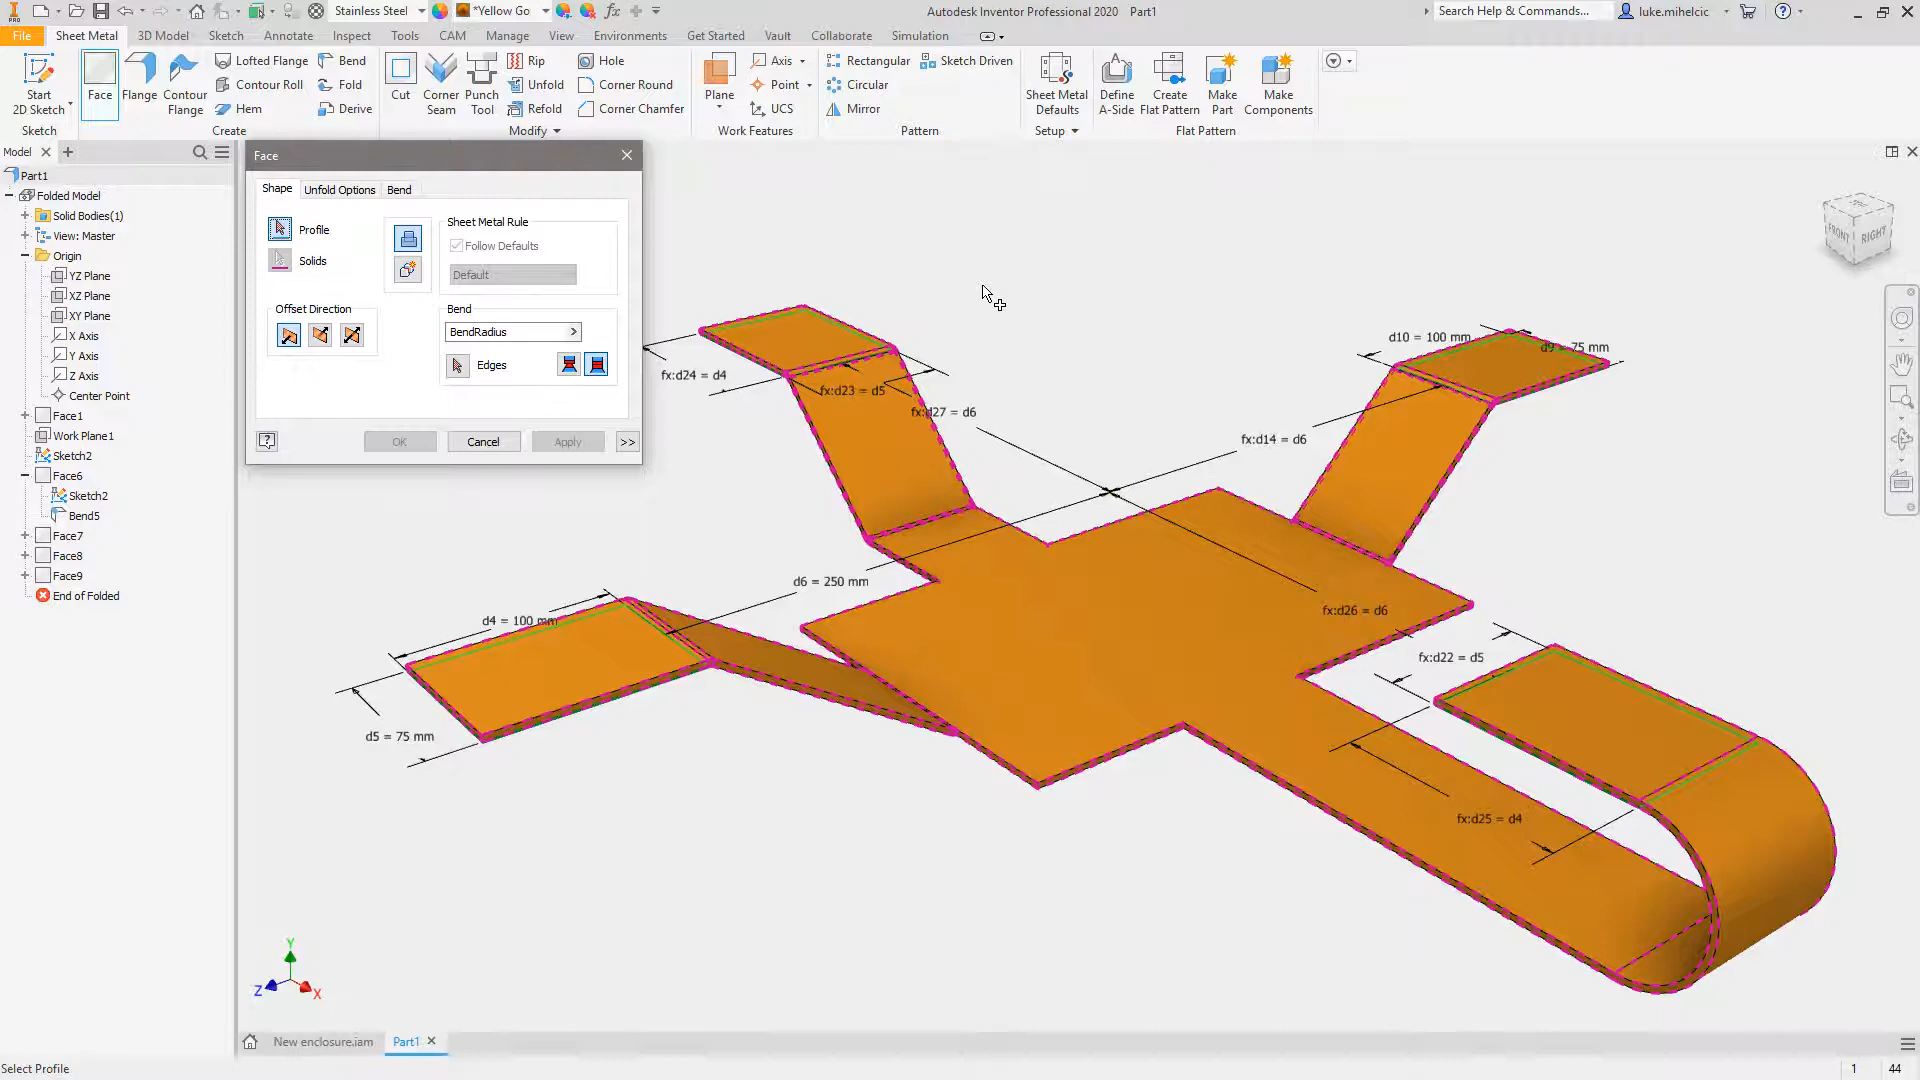 PRO
Stainless Steel
*Yellow Go
fx
Autodesk Inventor Professional 2020 Part1
Search Help & Commands...
luke.mihelcic
File
Sheet Metal
3D Model
Sketch
Annotate
Inspect
Tools
CAM
Manage
View
Environments
Get Started
Vault
Collaborate
Simulation
Start
2D Sketch
Face
Flange
Contour
Flange
Lofted Flange
Contour Roll
Hem
Bend
Fold
Derive
Cut
Corner
Seam
Punch
Tool
Rip
Unfold
Refold
Hole
Corner Round
Corner Chamfer
Plane
Axis
Point
UCS
Rectangular
Circular
Mirror
Sketch Driven
Sheet Metal
Defaults
Define
A-Side
Create
Flat Pattern
Make
Part
Make
Components
Sketch
Create
Modify
Work Features
Pattern
Setup
Flat Pattern
Model
Part1
Folded Model
Solid Bodies(1)
View: Master
Origin
YZ Plane
XZ Plane
XY Plane
X Axis
Y Axis
Z Axis
Center Point
Face1
Work Plane1
Sketch2
Face6
Sketch2
Bend5
Face7
Face8
Face9
End of Folded
Face
Shape
Unfold Options
Bend
Profile
Solids
Sheet Metal Rule
Follow Defaults
Default
Offset Direction
Bend
BendRadius
Edges
OK
Cancel
Apply
>>
FRONT
RIGHT
fx:d24 = d4
fx:d23 = d5
fx:d27 = d6
d10 = 100 mm
d9 = 75 mm
fx:d14 = d6
d6 = 250 mm
fx:d26 = d6
d4 = 100 mm
d5 = 75 mm
fx:d22 = d5
fx:d25 = d4
Y
Z
X
New enclosure.iam
Part1
Select Profile
1
44